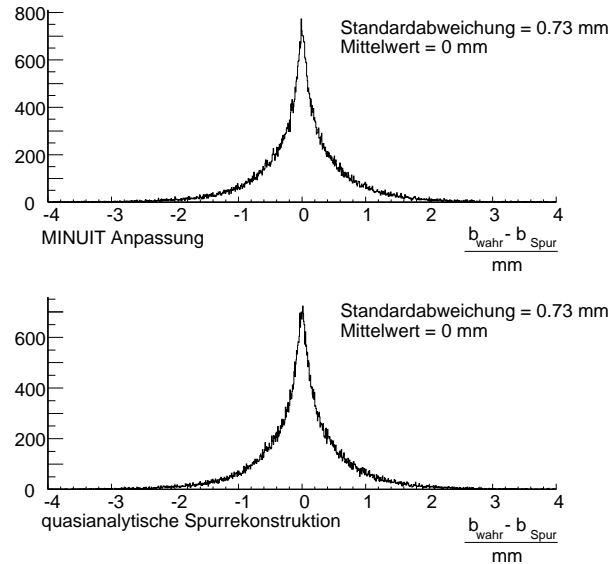 800
Standardabweichung = 0.73 mm
Mittelwert = 0 mm
600
400
200
0
-4 -3 -2 -1 0 1 2 3 4
MINUIT Anpassung
b_wahr - b_Spur
mm
Standardabweichung = 0.73 mm
Mittelwert = 0 mm
600
400
200
0
-4 -3 -2 -1 0 1 2 3 4
quasianalytische Spurrekonstruktion
b_wahr - b_Spur
mm